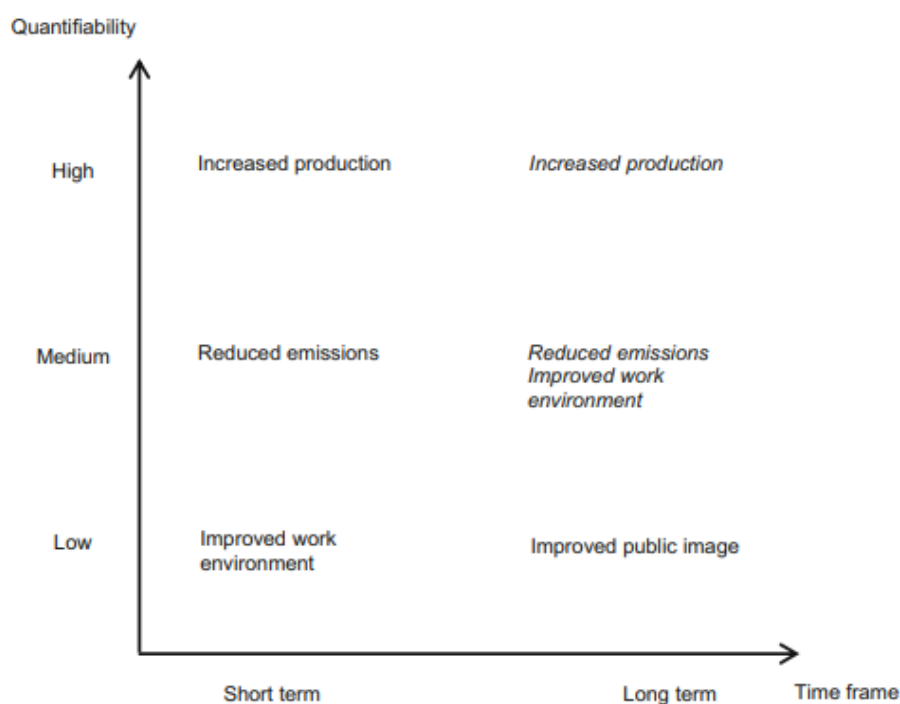 Quantifiability
High
Increased production
Increased production
Medium
Reduced emissions
Reduced emissions
Improved work
environment
Low
Improved work
environment
Improved public image
Short term
Long term
Time frame